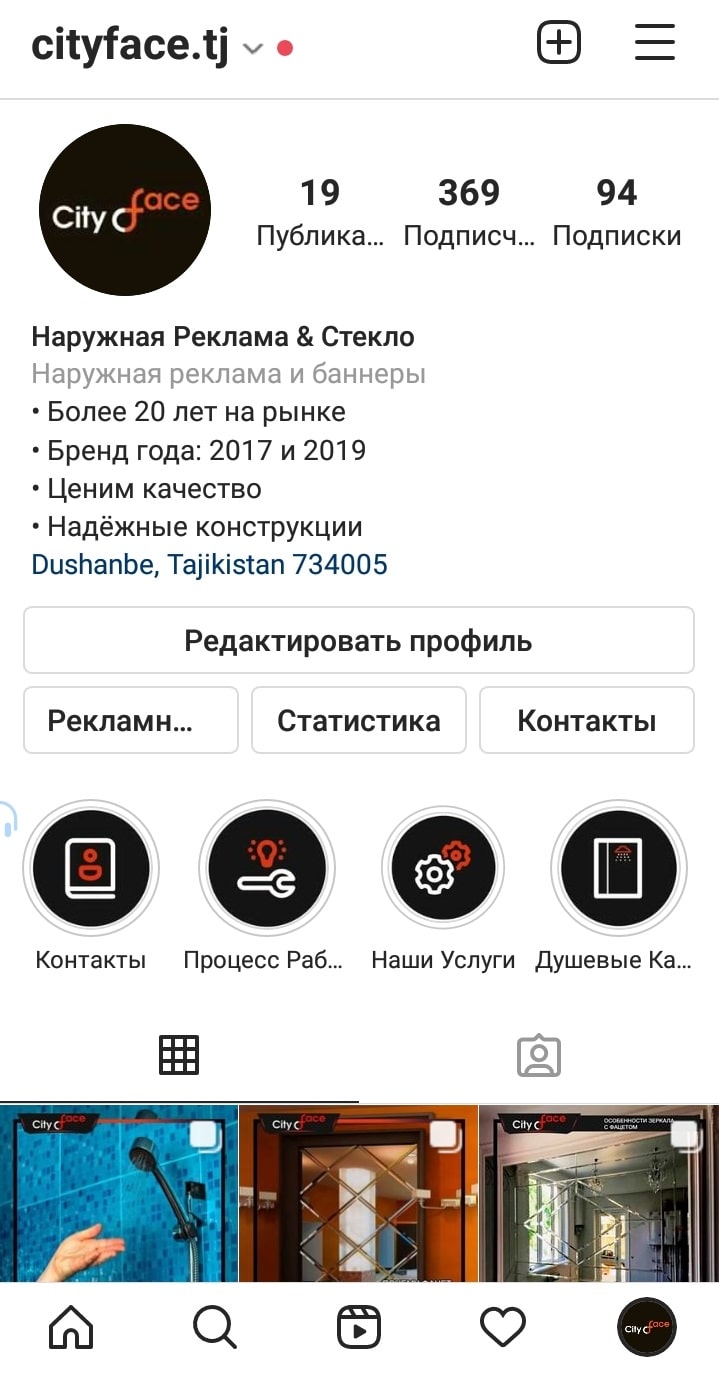 cityface.tj
City face
19
369
94
Публика...
Подписч...
Подписки
Наружная Реклама & Стекло
Наружная реклама и баннеры
• Более 20 лет на рынке
• Бренд года: 2017 и 2019
• Ценим качество
• Надёжные конструкции
Dushanbe, Tajikistan 734005
Редактировать профиль
Рекламн...
Статистика
Контакты
Контакты
Процесс Раб...
Наши Услуги
Душевые Ка...
City face
City face
City face
ОСОБЕННОСТИ ЗЕРКАЛА
С ФАЦЕТОМ
City face